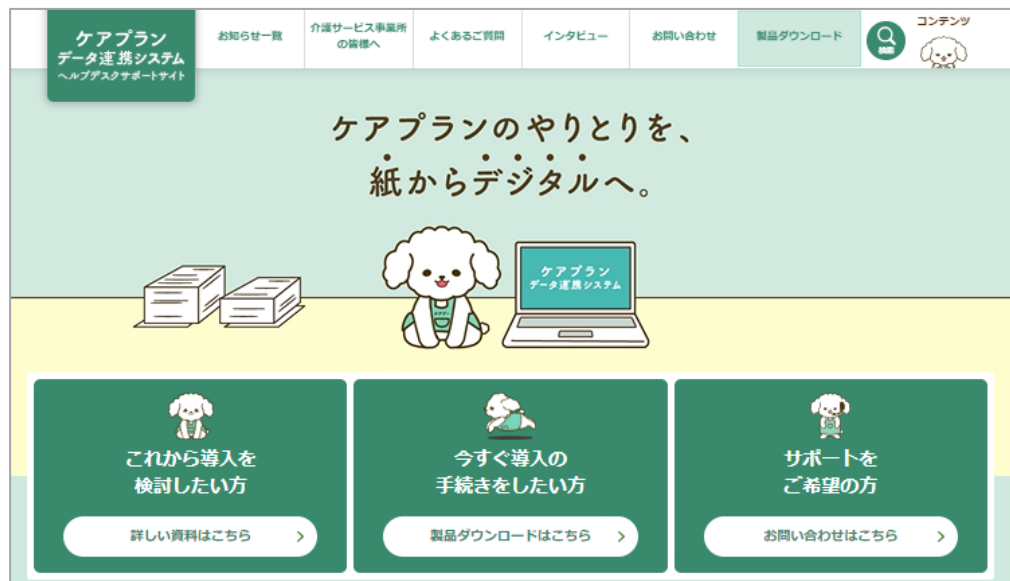 ケアプラン
データ連携システム
ヘルプデスクサポートサイト
お知らせ一覧
介護サービス事業所
の皆様へ
よくあるご質問
インタビュー
お問い合わせ
製品ダウンロード
検索
コンテンツ
ケアプランのやりとりを、
紙からデジタルへ。
ケアプラン
データ連携システム
これから導入を
検討したい方
詳しい資料はこちら
今すぐ導入の
手続きをしたい方
製品ダウンロードはこちら
サポートを
ご希望の方
お問い合わせはこちら